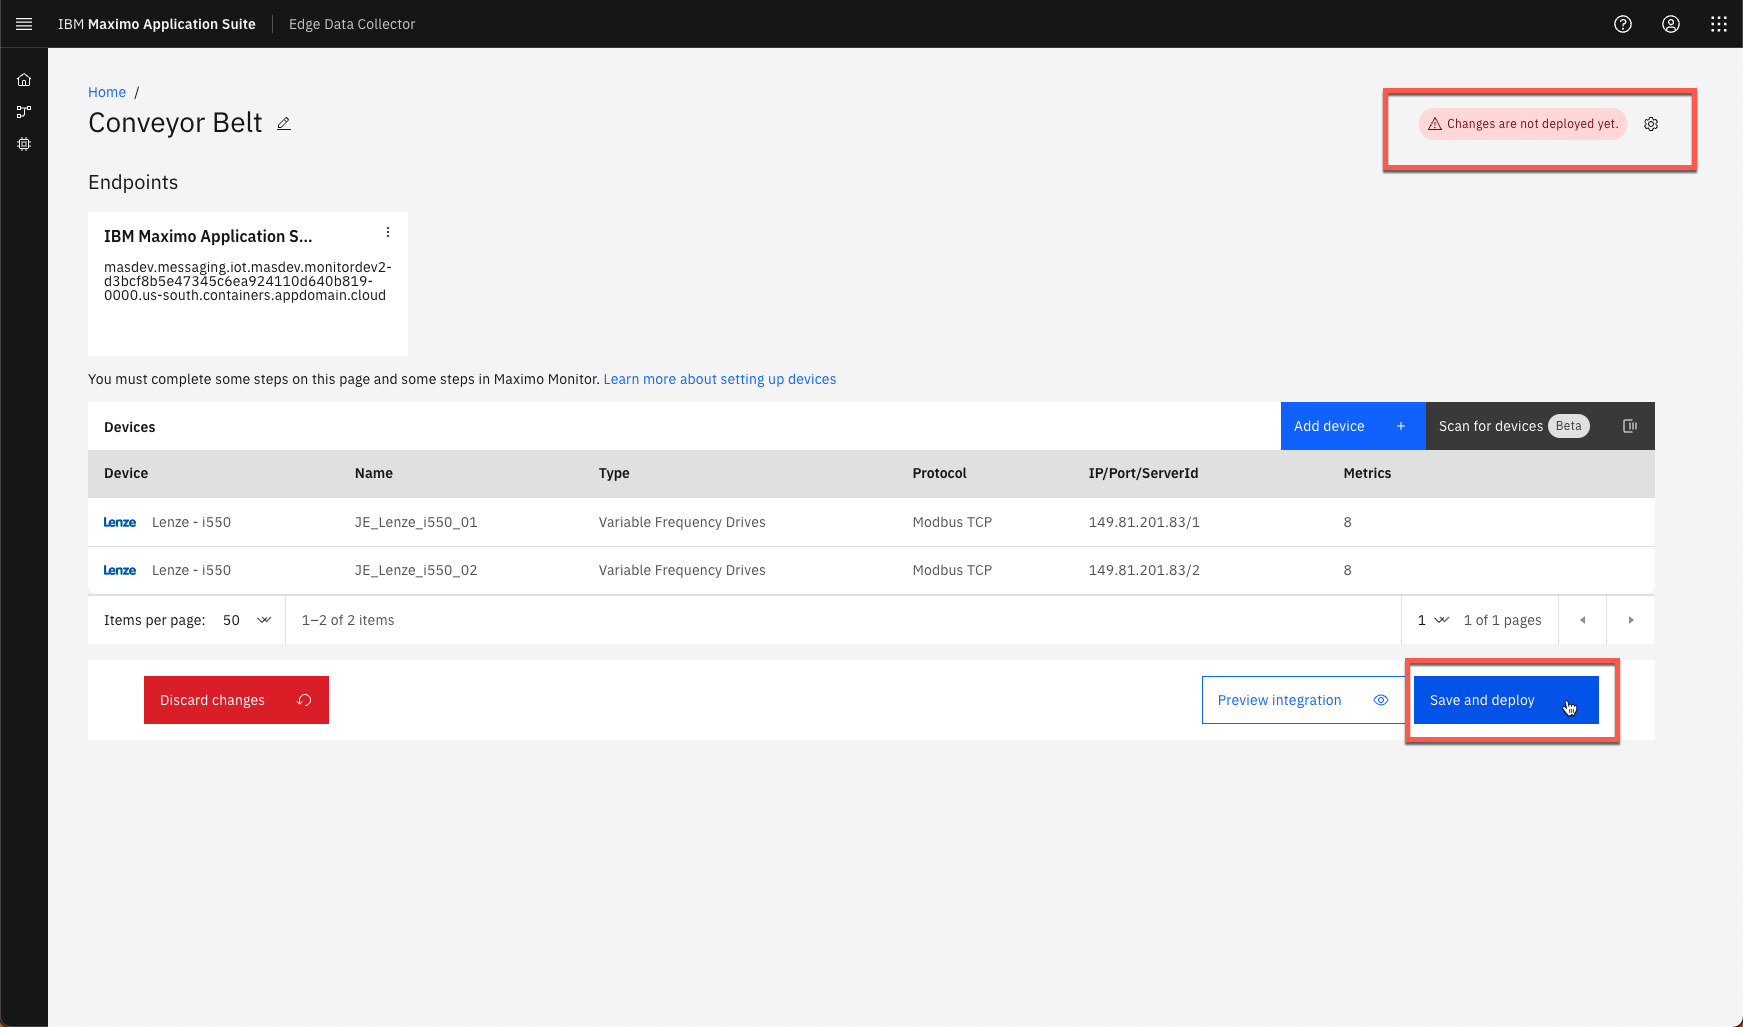 IBM Maximo Application Suite Edge Data Collector
Home /
Conveyor Belt
Changes are not deployed yet.
Endpoints
IBM Maximo Application S...
masdev.messaging.iot.masdev.monitordev2-
d3bcf8b5e47345c6ea924110d640b819-
0000.us-south.containers.appdomain.cloud
You must complete some steps on this page and some steps in Maximo Monitor. Learn more about setting up devices
Devices Add device + Scan for devices Beta
Device Name Type Protocol IP/Port/ServerId Metrics
Lenze Lenze - i550 JE_Lenze_i550_01 Variable Frequency Drives Modbus TCP 149.81.201.83/1 8
Lenze Lenze - i550 JE_Lenze_i550_02 Variable Frequency Drives Modbus TCP 149.81.201.83/2 8
Items per page: 50 1–2 of 2 items 1 1 of 1 pages
Discard changes Preview integration Save and deploy